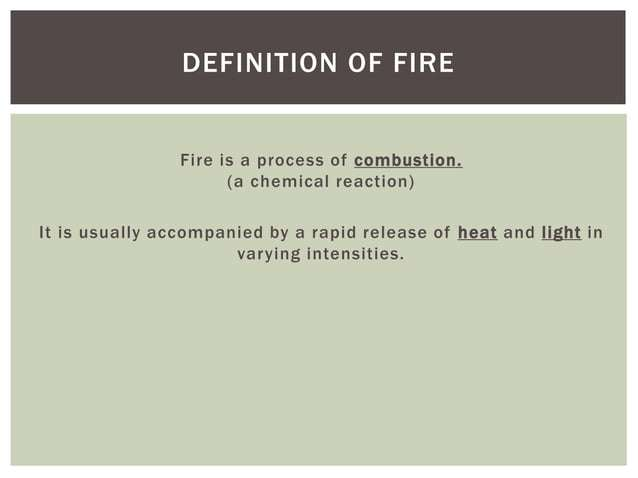 DEFINITION OF FIRE
Fire is a process of combustion.
(a chemical reaction)
It is usually accompanied by a rapid release of heat and light in
varying intensities.